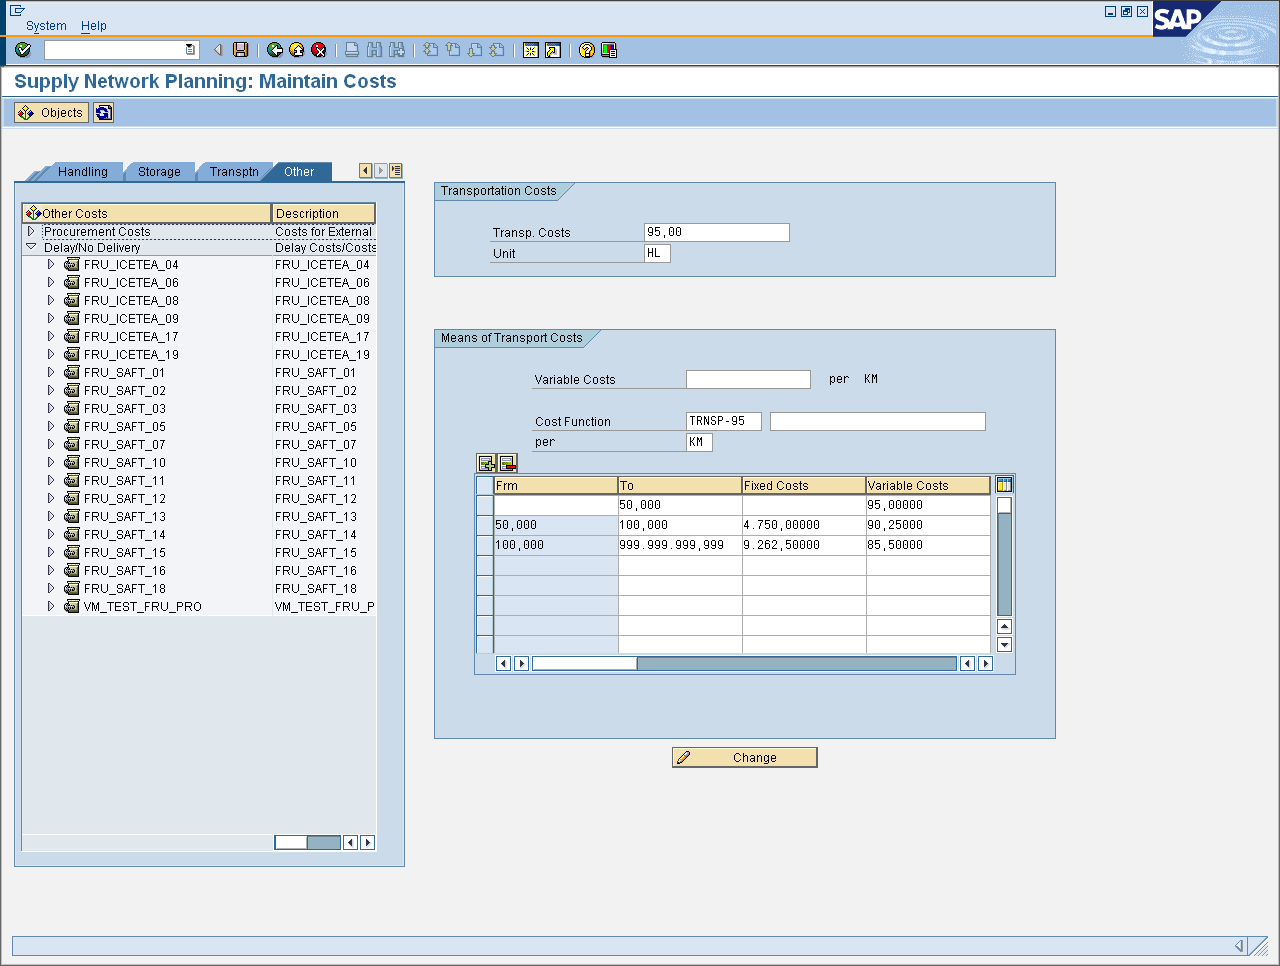 System Help
SAP
Supply Network Planning: Maintain Costs
Objects
Handling Storage Transptn Other
Other Costs Description
Procurement Costs Costs for External
Delay/No Delivery Delay Costs/Costs
FRU_ICETEA_04 FRU_ICETEA_04
FRU_ICETEA_06 FRU_ICETEA_06
FRU_ICETEA_08 FRU_ICETEA_08
FRU_ICETEA_09 FRU_ICETEA_09
FRU_ICETEA_17 FRU_ICETEA_17
FRU_ICETEA_19 FRU_ICETEA_19
FRU_SAFT_01 FRU_SAFT_01
FRU_SAFT_02 FRU_SAFT_02
FRU_SAFT_03 FRU_SAFT_03
FRU_SAFT_05 FRU_SAFT_05
FRU_SAFT_07 FRU_SAFT_07
FRU_SAFT_10 FRU_SAFT_10
FRU_SAFT_11 FRU_SAFT_11
FRU_SAFT_12 FRU_SAFT_12
FRU_SAFT_13 FRU_SAFT_13
FRU_SAFT_14 FRU_SAFT_14
FRU_SAFT_15 FRU_SAFT_15
FRU_SAFT_16 FRU_SAFT_16
FRU_SAFT_18 FRU_SAFT_18
VM_TEST_FRU_PRO VM_TEST_FRU_P
Transportation Costs
Transp. Costs 95,00
Unit HL
Means of Transport Costs
Variable Costs per KM
Cost Function TRNSP-95
per KM
Frm To Fixed Costs Variable Costs
50,000 95,00000
50,000 100,000 4.750,00000 90,25000
100,000 999.999.999,999 9.262,50000 85,50000
Change